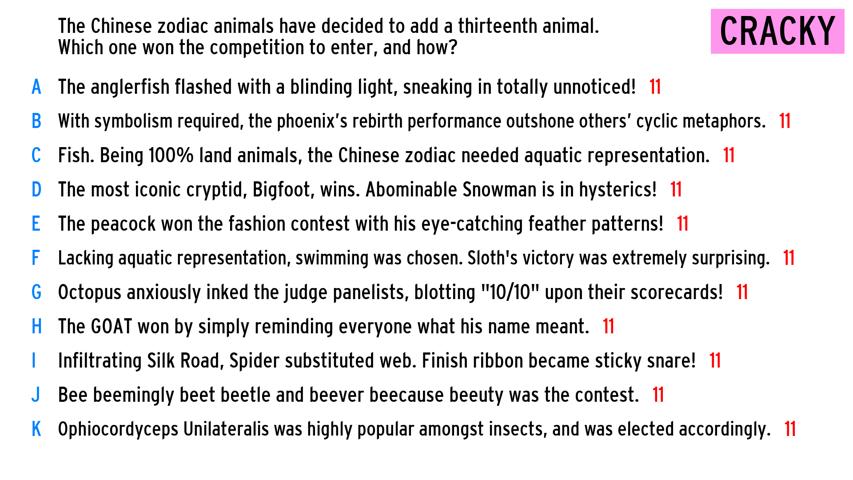 The Chinese zodiac animals have decided to add a thirteenth animal.
Which one won the competition to enter, and how?
CRACKY
A The anglerfish flashed with a blinding light, sneaking in totally unnoticed! 11
B With symbolism required, the phoenix's rebirth performance outshone others' cyclic metaphors. 11
C Fish. Being 100% land animals, the Chinese zodiac needed aquatic representation. 11
D The most iconic cryptid, Bigfoot, wins. Abominable Snowman is in hysterics! 11
E The peacock won the fashion contest with his eye-catching feather patterns! 11
F Lacking aquatic representation, swimming was chosen. Sloth's victory was extremely surprising. 11
G Octopus anxiously inked the judge panelists, blotting "10/10" upon their scorecards! 11
H The GOAT won by simply reminding everyone what his name meant. 11
I Infiltrating Silk Road, Spider substituted web. Finish ribbon became sticky snare! 11
J Bee beemingly beet beetle and beever beecause beeuty was the contest. 11
K Ophiocordyceps Unilateralis was highly popular amongst insects, and was elected accordingly. 11